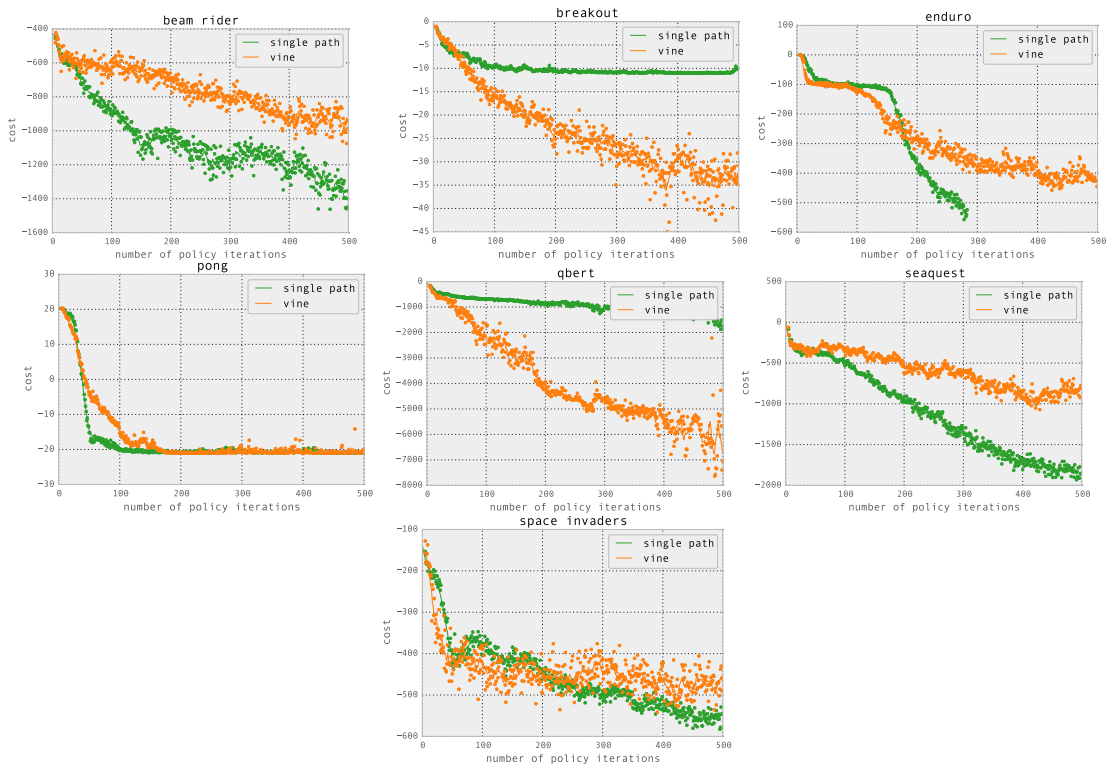 beam rider
−400
−600
−800
−1000
−1200
−1400
−1600
0 100 200 300 400 500
cost
number of policy iterations
single path
vine
breakout
0
−5
−10
−15
−20
−25
−30
−35
−40
−45
0 100 200 300 400 500
cost
number of policy iterations
single path
vine
enduro
100
0
−100
−200
−300
−400
−500
−600
0 100 200 300 400 500
cost
number of policy iterations
single path
vine
pong
30
20
10
0
−10
−20
−30
0 100 200 300 400 500
cost
number of policy iterations
single path
vine
qbert
0
−1000
−2000
−3000
−4000
−5000
−6000
−7000
−8000
0 100 200 300 400 500
cost
number of policy iterations
single path
vine
seaquest
500
0
−500
−1000
−1500
−2000
0 100 200 300 400 500
cost
number of policy iterations
single path
vine
space invaders
−100
−200
−300
−400
−500
−600
0 100 200 300 400 500
cost
number of policy iterations
single path
vine